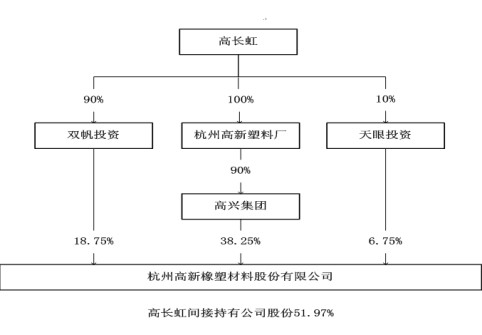 高长虹
90%
100%
10%
双帆投资
杭州高新塑料厂
天眼投资
90%
高兴集团
18.75%
38.25%
6.75%
杭州高新橡塑材料股份有限公司
高长虹间接持有公司股份51.97%